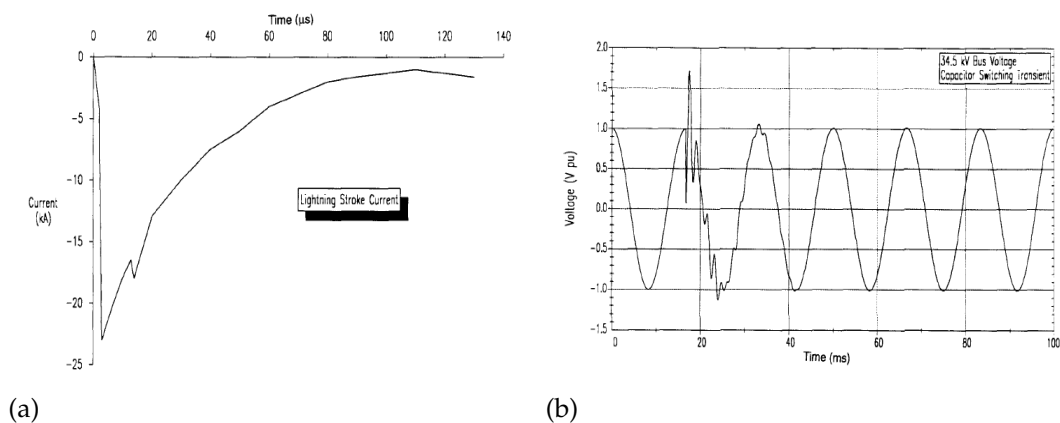 Time (µs)
0 20 40 60 80 100 120 140
0
−5
−10
−15
−20
−25
Current
(kA)
Lightning Stroke Current
(a)
34.5 kV Bus Voltage
Capacitor Switching Transient
2.0
1.5
1.0
0.5
0.0
−0.5
−1.0
−1.5
Voltage (V pu)
0 20 40 60 80 100
Time (ms)
(b)